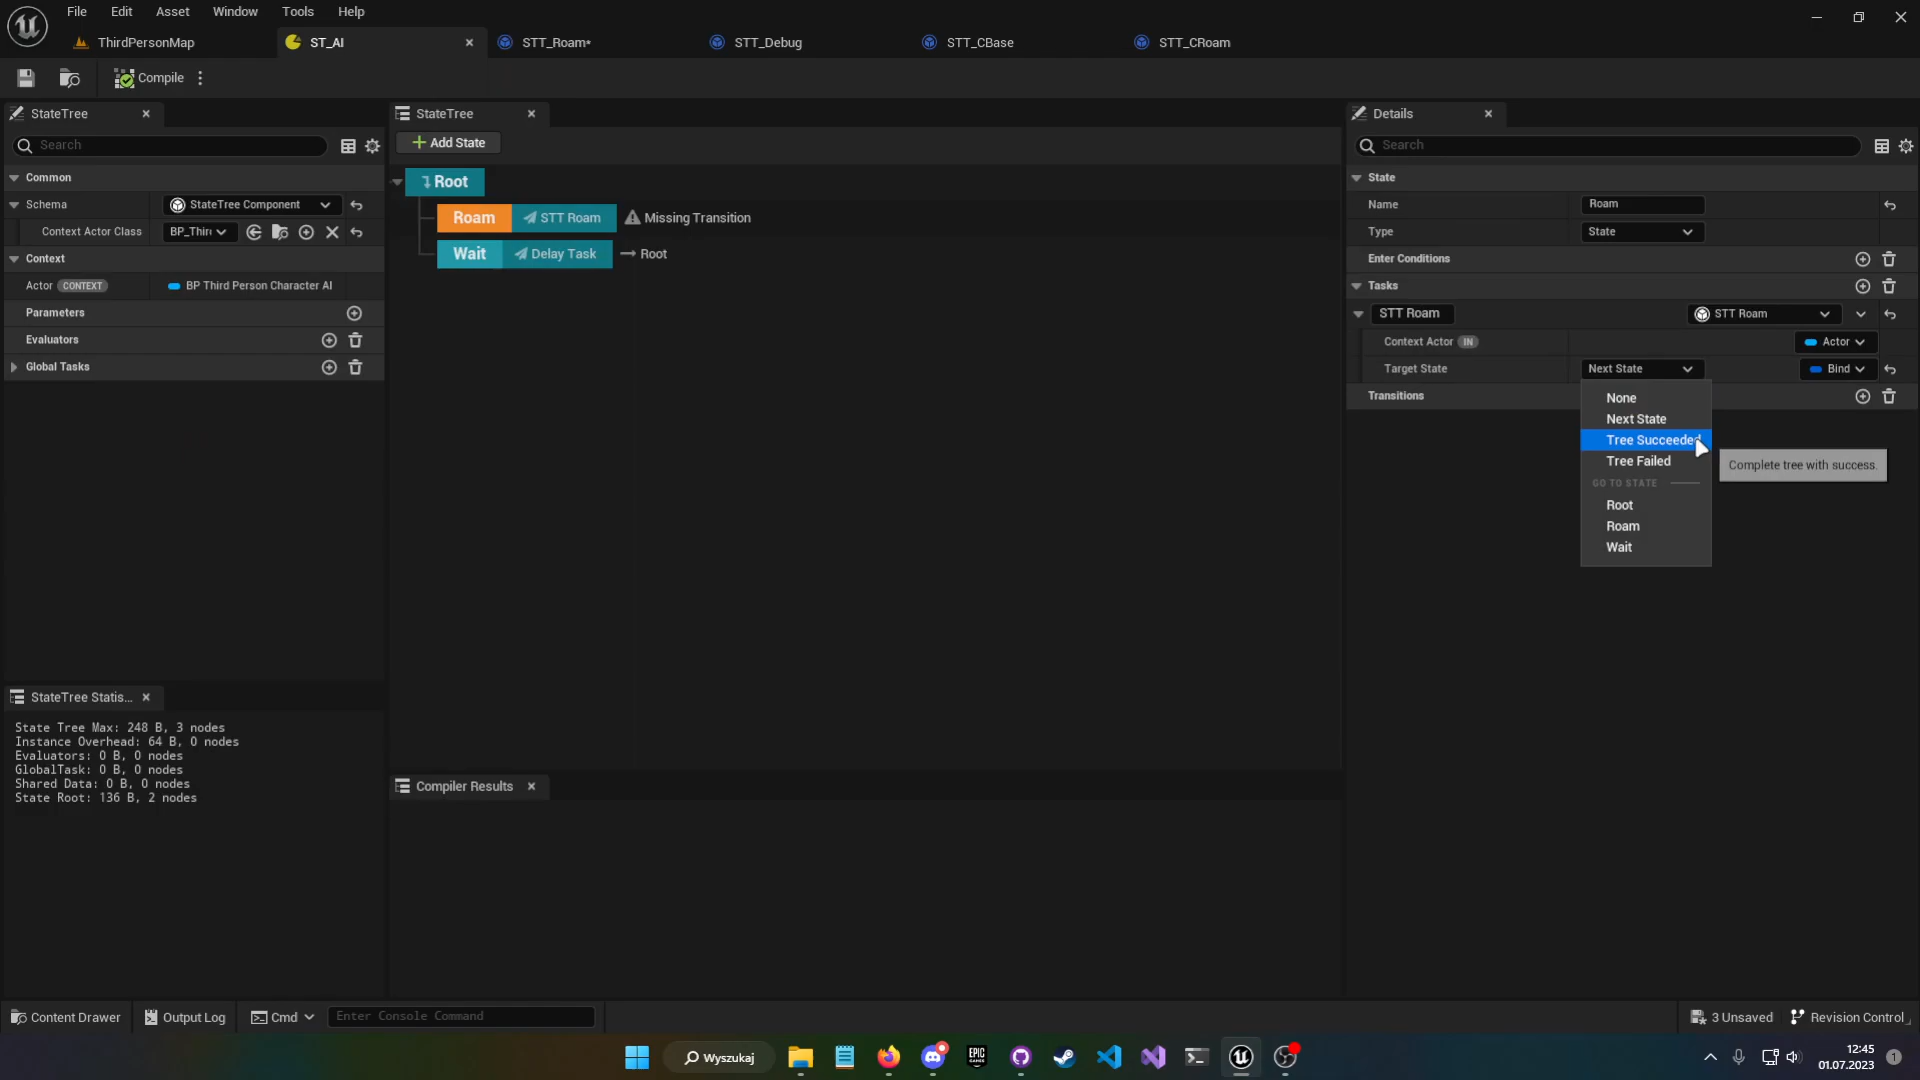 File Edit Asset Window Tools Help
ThirdPersonMap
ST_AI
STT_Roam*
STT_Debug
STT_CBase
STT_CRoam
Compile
StateTree
Search
Common
Schema
StateTree Component
Context Actor Class
BP_Thir
Context
Actor CONTEXT
BP Third Person Character AI
Parameters
Evaluators
Global Tasks
StateTree
Add State
Root
Roam STT Roam Missing Transition
Wait Delay Task Root
Details
Search
State
Name Roam
Type State
Enter Conditions
Tasks
STT Roam STT Roam
Context Actor IN Actor
Target State Next State Bind
Transitions
None
Next State
Tree Succeeded
Tree Failed
GO TO STATE
Root
Roam
Wait
Complete tree with success.
StateTree Statis...
State Tree Max: 248 B, 3 nodes
Instance Overhead: 64 B, 0 nodes
Evaluators: 0 B, 0 nodes
GlobalTask: 0 B, 0 nodes
Shared Data: 0 B, 0 nodes
State Root: 136 B, 2 nodes
Compiler Results
Content Drawer
Output Log
Cmd
Enter Console Command
3 Unsaved
Revision Control
Wyszukaj
EPIC GAMES
12:45
01.07.2023
1